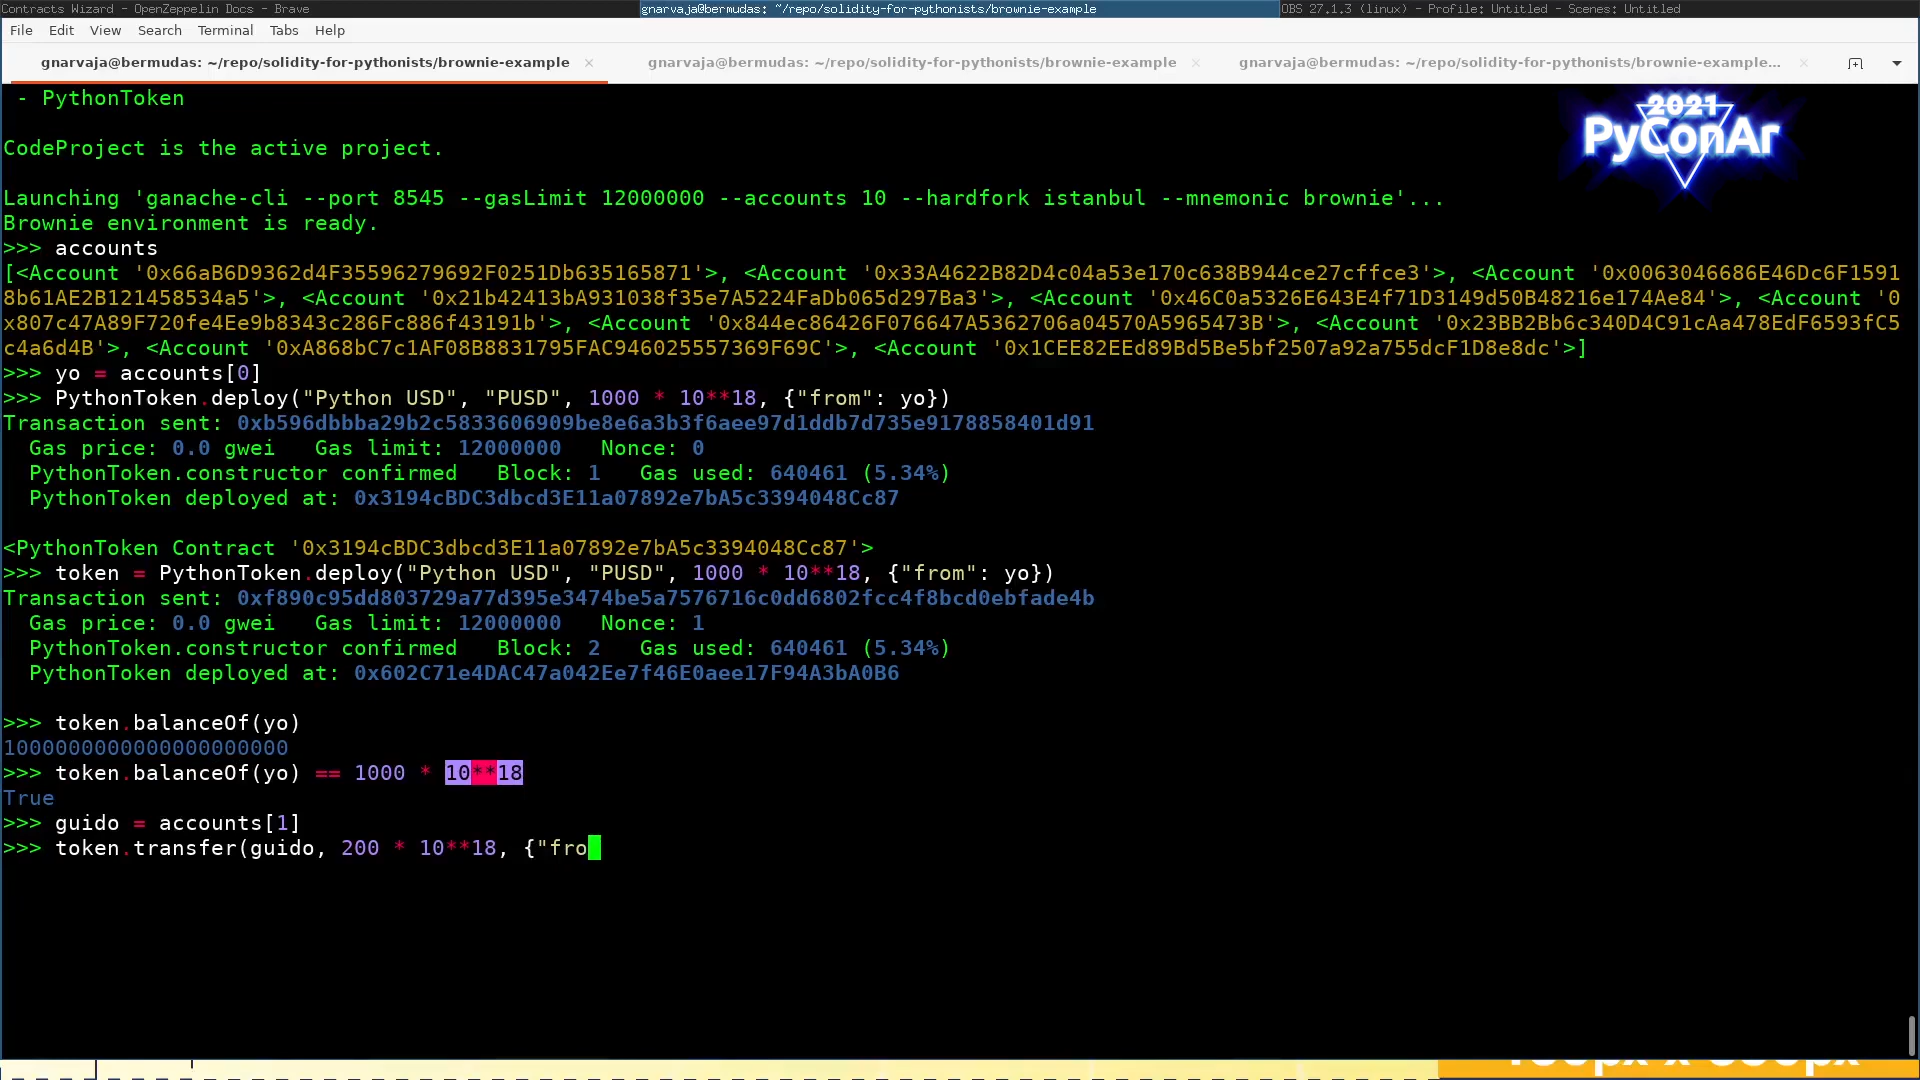 Contracts Wizard - OpenZeppelin Docs - Brave
gnarvaja@bermudas: ~/repo/solidity-for-pythonists/brownie-example
OBS 27.1.3 (linux) - Profile: Untitled - Scenes: Untitled
File Edit View Search Terminal Tabs Help
gnarvaja@bermudas: ~/repo/solidity-for-pythonists/brownie-example ×
gnarvaja@bermudas: ~/repo/solidity-for-pythonists/brownie-example ×
gnarvaja@bermudas: ~/repo/solidity-for-pythonists/brownie-example... ×
- PythonToken
2021
PyConAr
CodeProject is the active project.
Launching 'ganache-cli --port 8545 --gasLimit 12000000 --accounts 10 --hardfork istanbul --mnemonic brownie'...
Brownie environment is ready.
>>> accounts
[<Account '0x66aB6D9362d4F35596279692F0251Db635165871'>, <Account '0x33A4622B82D4c04a53e170c638B944ce27cffce3'>, <Account '0x0063046686E46Dc6F1591
8b61AE2B121458534a5'>, <Account '0x21b42413bA931038f35e7A5224FaDb065d297Ba3'>, <Account '0x46C0a5326E643E4f71D3149d50B48216e174Ae84'>, <Account '0
x807c47A89F720fe4Ee9b8343c286Fc886f43191b'>, <Account '0x844ec86426F076647A5362706a04570A5965473B'>, <Account '0x23BB2Bb6c340D4C91cAa478EdF6593fC5
c4a6d4B'>, <Account '0xA868bC7c1AF08B8831795FAC946025557369F69C'>, <Account '0x1CEE82EEd89Bd5Be5bf2507a92a755dcF1D8e8dc'>]
>>> yo = accounts[0]
>>> PythonToken.deploy("Python USD", "PUSD", 1000 * 10**18, {"from": yo})
Transaction sent: 0xb596dbbba29b2c5833606909be8e6a3b3f6aee97d1ddb7d735e9178858401d91
Gas price: 0.0 gwei   Gas limit: 12000000   Nonce: 0
PythonToken.constructor confirmed   Block: 1   Gas used: 640461 (5.34%)
PythonToken deployed at: 0x3194cBDC3dbcd3E11a07892e7bA5c3394048Cc87
<PythonToken Contract '0x3194cBDC3dbcd3E11a07892e7bA5c3394048Cc87'>
>>> token = PythonToken.deploy("Python USD", "PUSD", 1000 * 10**18, {"from": yo})
Transaction sent: 0xf890c95dd803729a77d395e3474be5a7576716c0dd6802fcc4f8bcd0ebfade4b
Gas price: 0.0 gwei   Gas limit: 12000000   Nonce: 1
PythonToken.constructor confirmed   Block: 2   Gas used: 640461 (5.34%)
PythonToken deployed at: 0x602C71e4DAC47a042Ee7f46E0aee17F94A3bA0B6
>>> token.balanceOf(yo)
1000000000000000000000
>>> token.balanceOf(yo) == 1000 * 10**18
True
>>> guido = accounts[1]
>>> token.transfer(guido, 200 * 10**18, {"fro